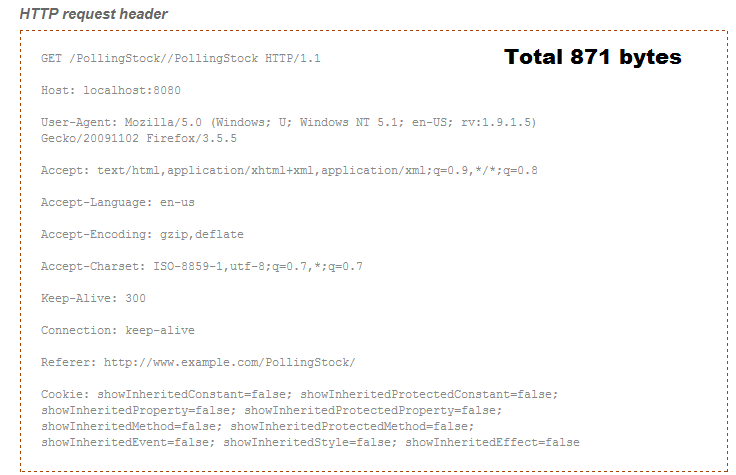 HTTP request header
GET /PollingStock//PollingStock HTTP/1.1
Total 871 bytes
Host: localhost:8080
User-Agent: Mozilla/5.0 (Windows; U; Windows NT 5.1; en-US; rv:1.9.1.5)
Gecko/20091102 Firefox/3.5.5
Accept: text/html,application/xhtml+xml,application/xml;q=0.9,*/*;q=0.8
Accept-Language: en-us
Accept-Encoding: gzip,deflate
Accept-Charset: ISO-8859-1,utf-8;q=0.7,*;q=0.7
Keep-Alive: 300
Connection: keep-alive
Referer: http://www.example.com/PollingStock/
Cookie: showInheritedConstant=false; showInheritedProtectedConstant=false;
showInheritedProperty=false; showInheritedProtectedProperty=false;
showInheritedMethod=false; showInheritedProtectedMethod=false;
showInheritedEvent=false; showInheritedStyle=false; showInheritedEffect=false